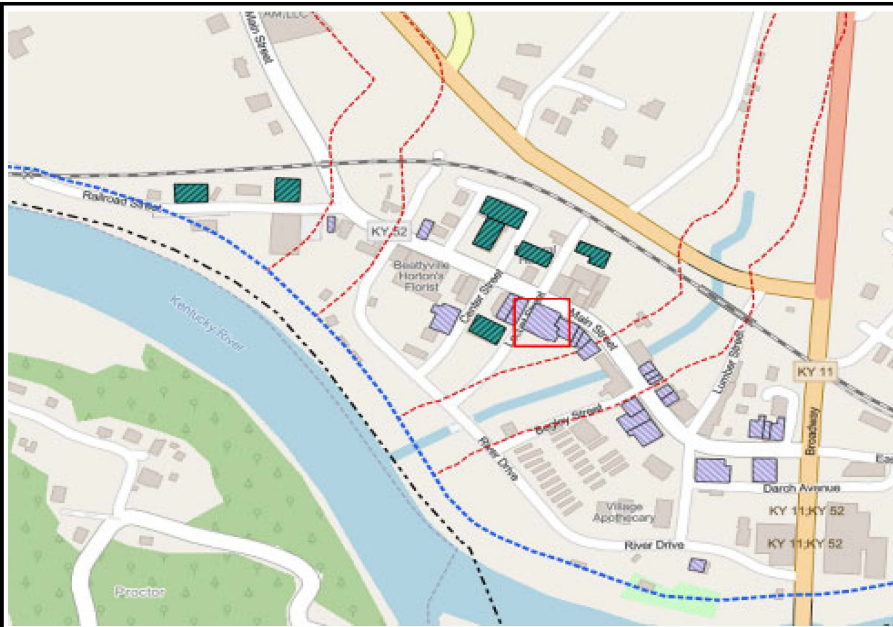 AM,LLC
Main Street
Railroad Street
KY 52
Beattyville
Horton's
Florist
Center Street
Main Street
Kentucky River
Lumber Street
KY 11
Begley Street
River Drive
Broadway
Darch Avenue
Village
Apothecary
KY 11;KY 52
River Drive
KY 11;KY 52
Proctor